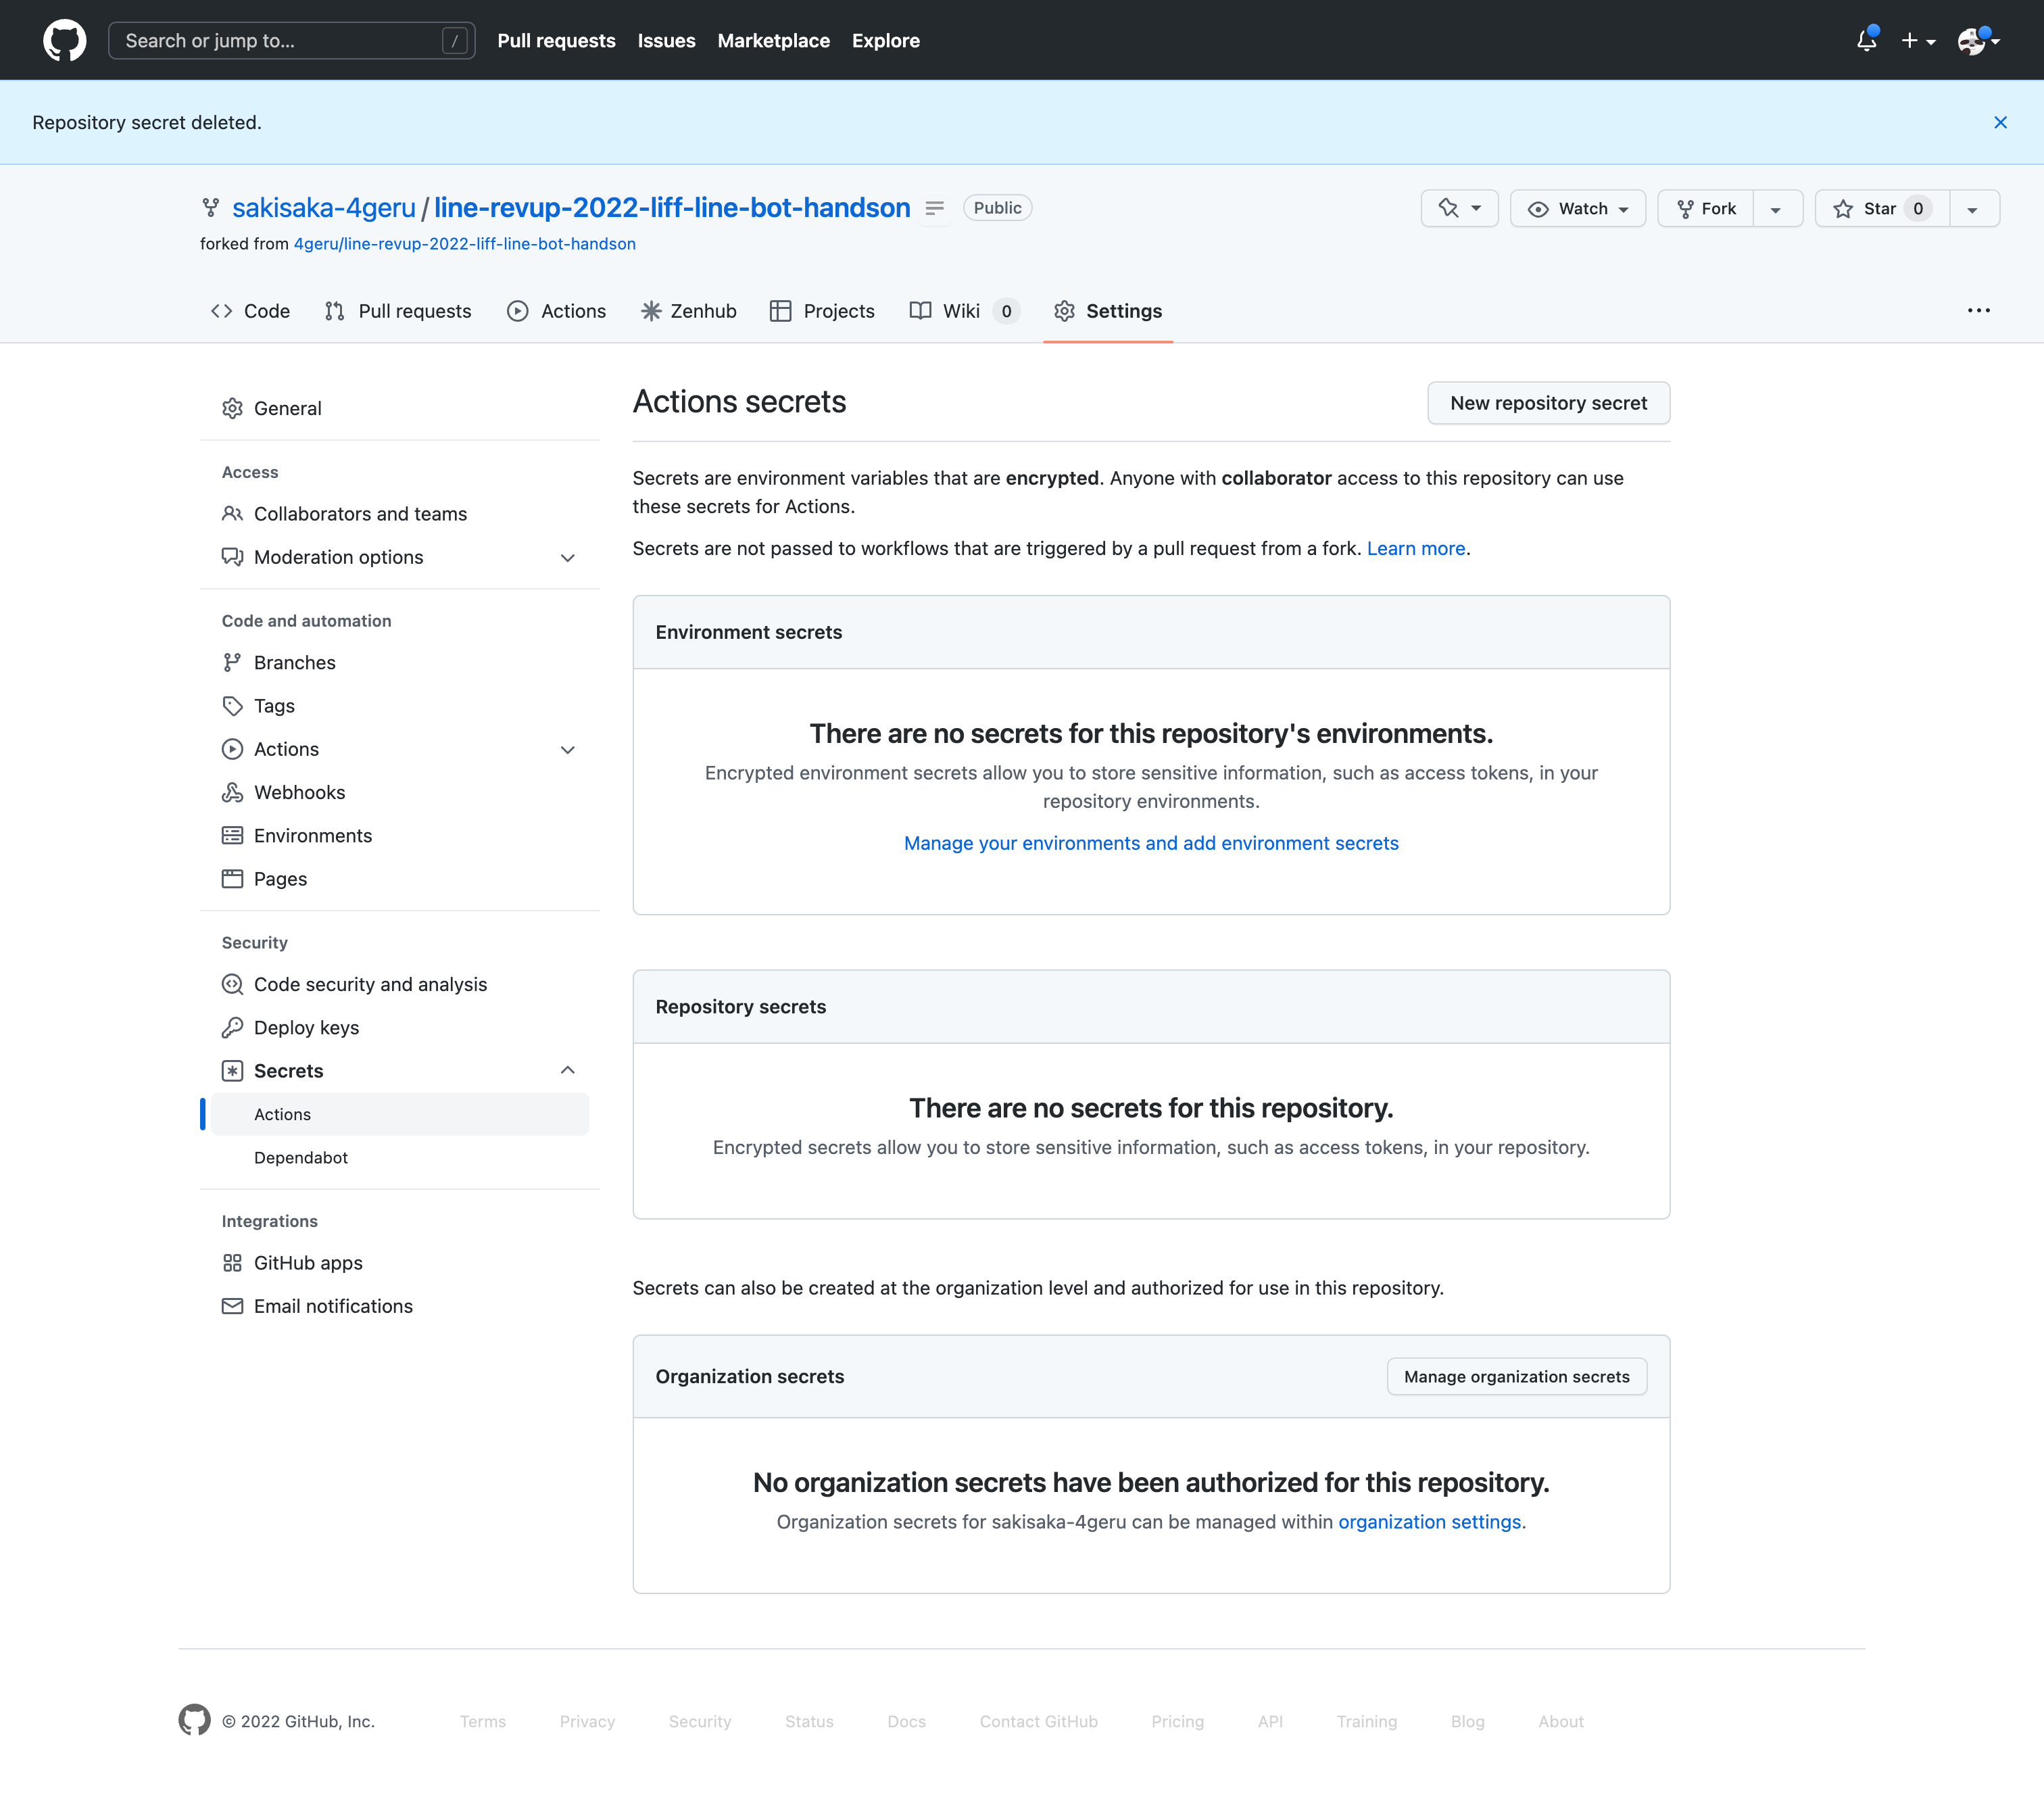 Search or jump to... /
Pull requests Issues Marketplace Explore
Repository secret deleted.
sakisaka-4geru / line-revup-2022-liff-line-bot-handson Public
Watch Fork Star 0
forked from 4geru/line-revup-2022-liff-line-bot-handson
Code Pull requests Actions Zenhub Projects Wiki 0 Settings
General
Access
Collaborators and teams
Moderation options
Code and automation
Branches
Tags
Actions
Webhooks
Environments
Pages
Security
Code security and analysis
Deploy keys
Secrets
Actions
Dependabot
Integrations
GitHub apps
Email notifications
Actions secrets
New repository secret
Secrets are environment variables that are encrypted. Anyone with collaborator access to this repository can use
these secrets for Actions.
Secrets are not passed to workflows that are triggered by a pull request from a fork. Learn more.
Environment secrets
There are no secrets for this repository's environments.
Encrypted environment secrets allow you to store sensitive information, such as access tokens, in your
repository environments.
Manage your environments and add environment secrets
Repository secrets
There are no secrets for this repository.
Encrypted secrets allow you to store sensitive information, such as access tokens, in your repository.
Secrets can also be created at the organization level and authorized for use in this repository.
Organization secrets
Manage organization secrets
No organization secrets have been authorized for this repository.
Organization secrets for sakisaka-4geru can be managed within organization settings.
© 2022 GitHub, Inc. Terms Privacy Security Status Docs Contact GitHub Pricing API Training Blog About